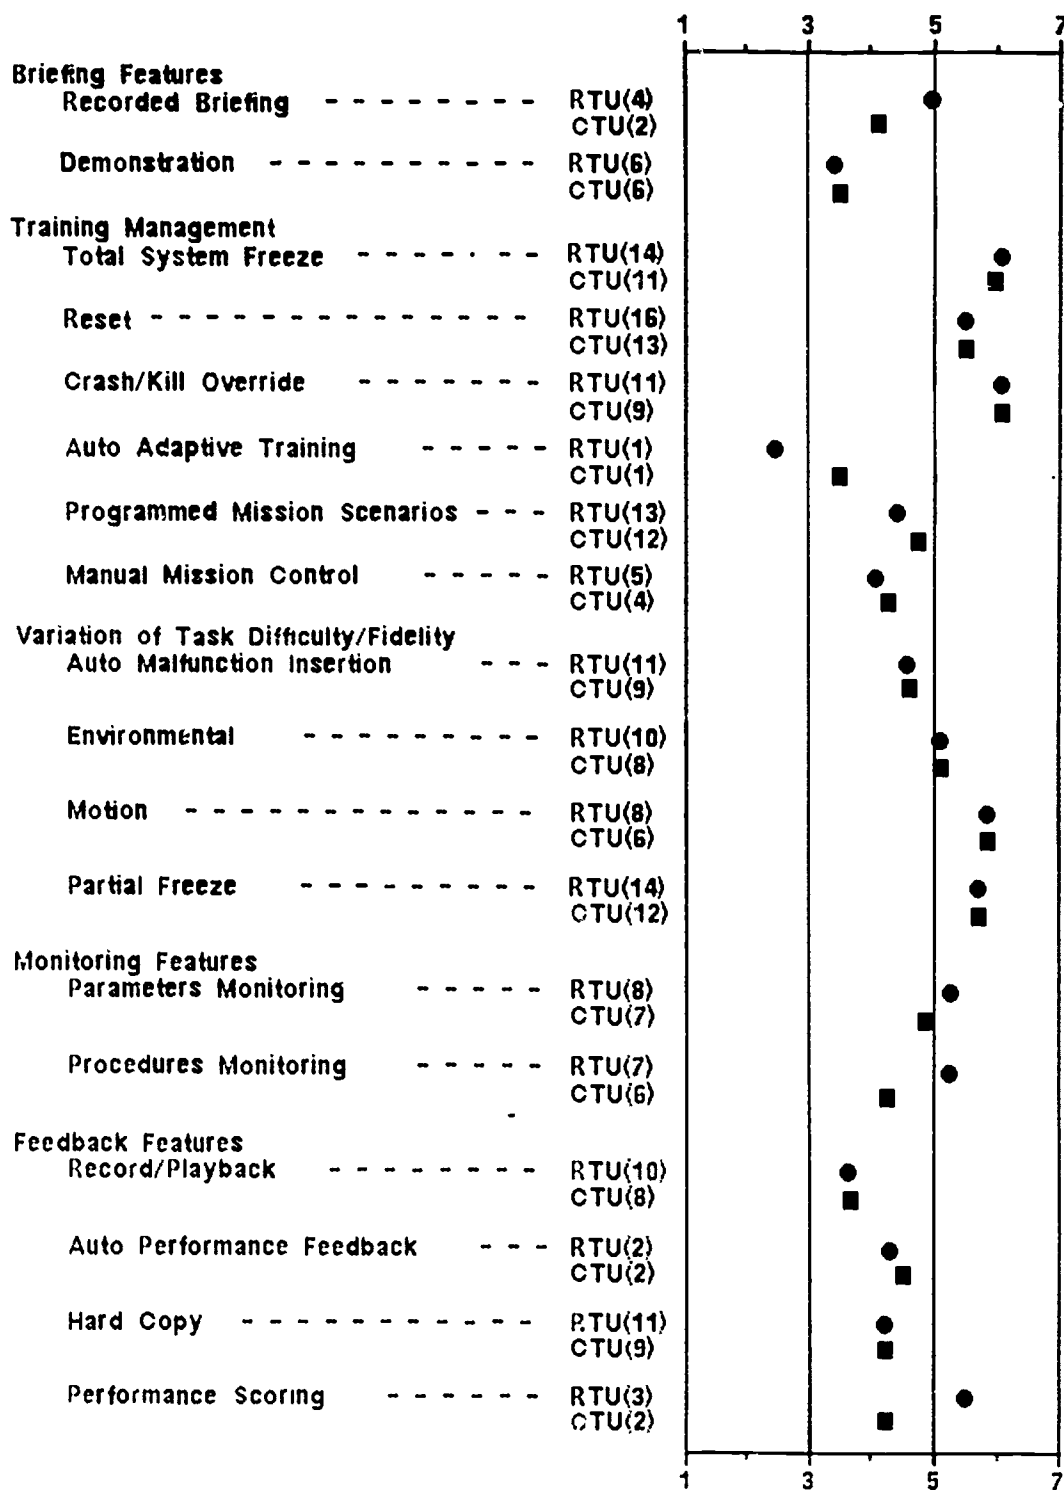 1 3 5 7
Briefing Features
Recorded Briefing - - - - - - - - RTU(4)
CTU(2)
Demonstration - - - - - - - - - - RTU(6)
CTU(6)
Training Management
Total System Freeze - - - - - - - RTU(14)
CTU(11)
Reset - - - - - - - - - - - - - - RTU(16)
CTU(13)
Crash/Kill Override - - - - - - - RTU(11)
CTU(9)
Auto Adaptive Training - - - - - RTU(1)
CTU(1)
Programmed Mission Scenarios - - - RTU(13)
CTU(12)
Manual Mission Control - - - - - RTU(5)
CTU(4)
Variation of Task Difficulty/Fidelity
Auto Malfunction Insertion - - - RTU(11)
CTU(9)
Environmental - - - - - - - - - RTU(10)
CTU(8)
Motion - - - - - - - - - - - - - RTU(8)
CTU(6)
Partial Freeze - - - - - - - - - RTU(14)
CTU(12)
Monitoring Features
Parameters Monitoring - - - - - RTU(8)
CTU(7)
Procedures Monitoring - - - - - RTU(7)
CTU(6)
Feedback Features
Record/Playback - - - - - - - - RTU(10)
CTU(8)
Auto Performance Feedback - - - RTU(2)
CTU(2)
Hard Copy - - - - - - - - - - - RTU(11)
CTU(9)
Performance Scoring - - - - - - RTU(3)
CTU(2)
1 3 5 7